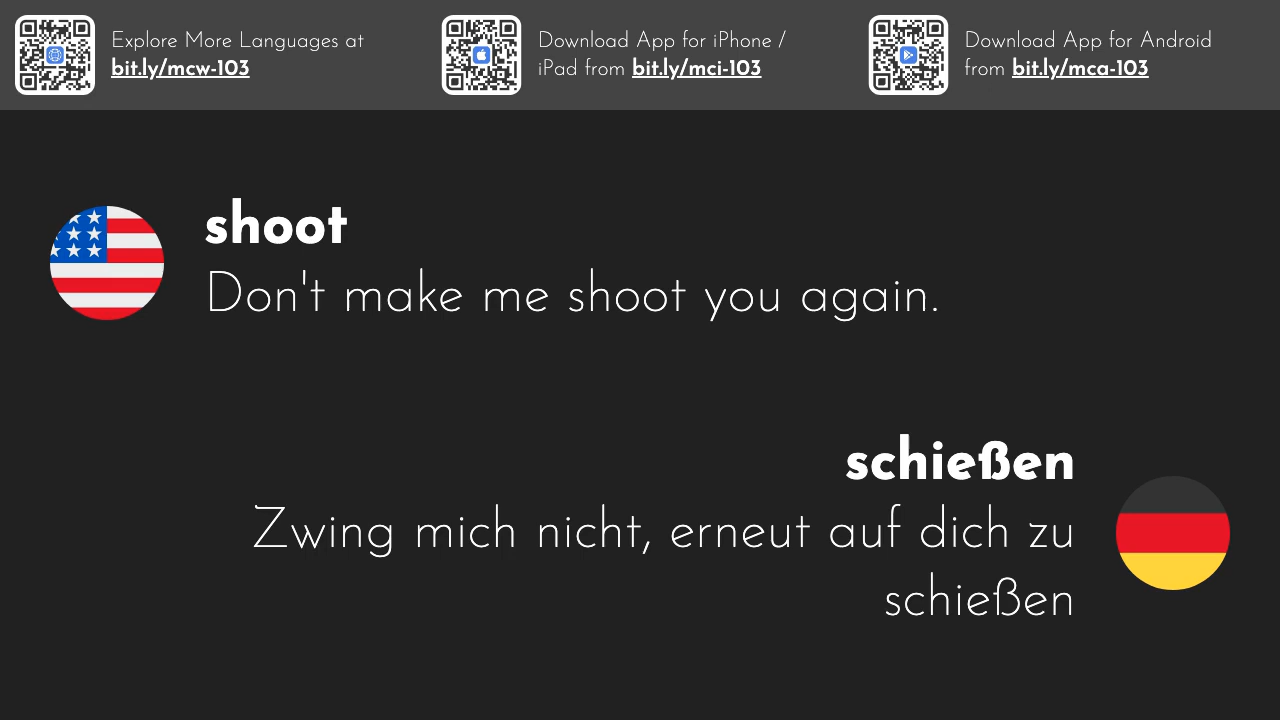 Explore More Languages at
bit.ly/mcw-103
Download App for iPhone /
iPad from bit.ly/mci-103
Download App for Android
from bit.ly/mca-103
shoot
Don't make me shoot you again.
schießen
Zwing mich nicht, erneut auf dich zu
schießen